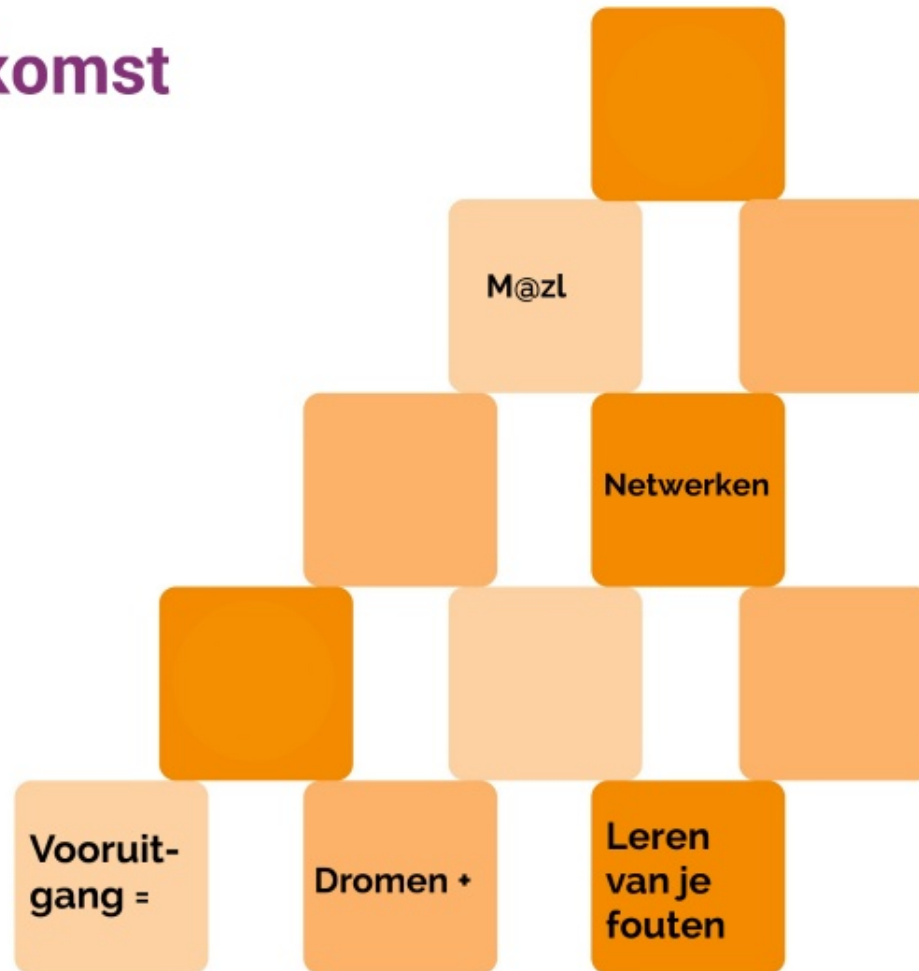 komst
M@zl
Netwerken
Vooruit-
gang =
Dromen +
Leren
van je
fouten